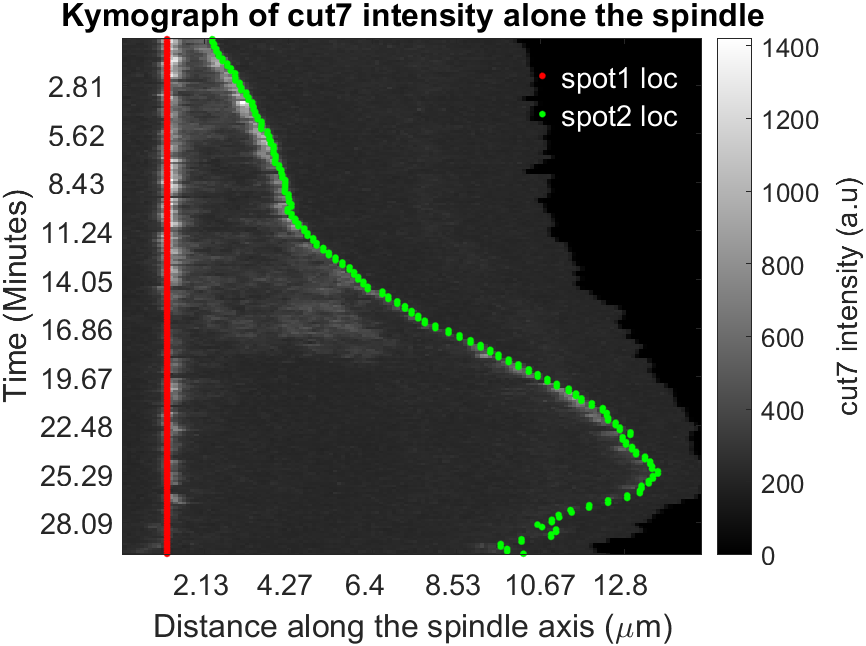 Kymograph of cut7 intensity alone the spindle
spot1 loc
spot2 loc
Time (Minutes)
2.81
5.62
8.43
11.24
14.05
16.86
19.67
22.48
25.29
28.09
2.13 4.27 6.4 8.53 10.67 12.8
Distance along the spindle axis (μm)
1400
1200
1000
800
600
400
200
0
cut7 intensity (a.u)